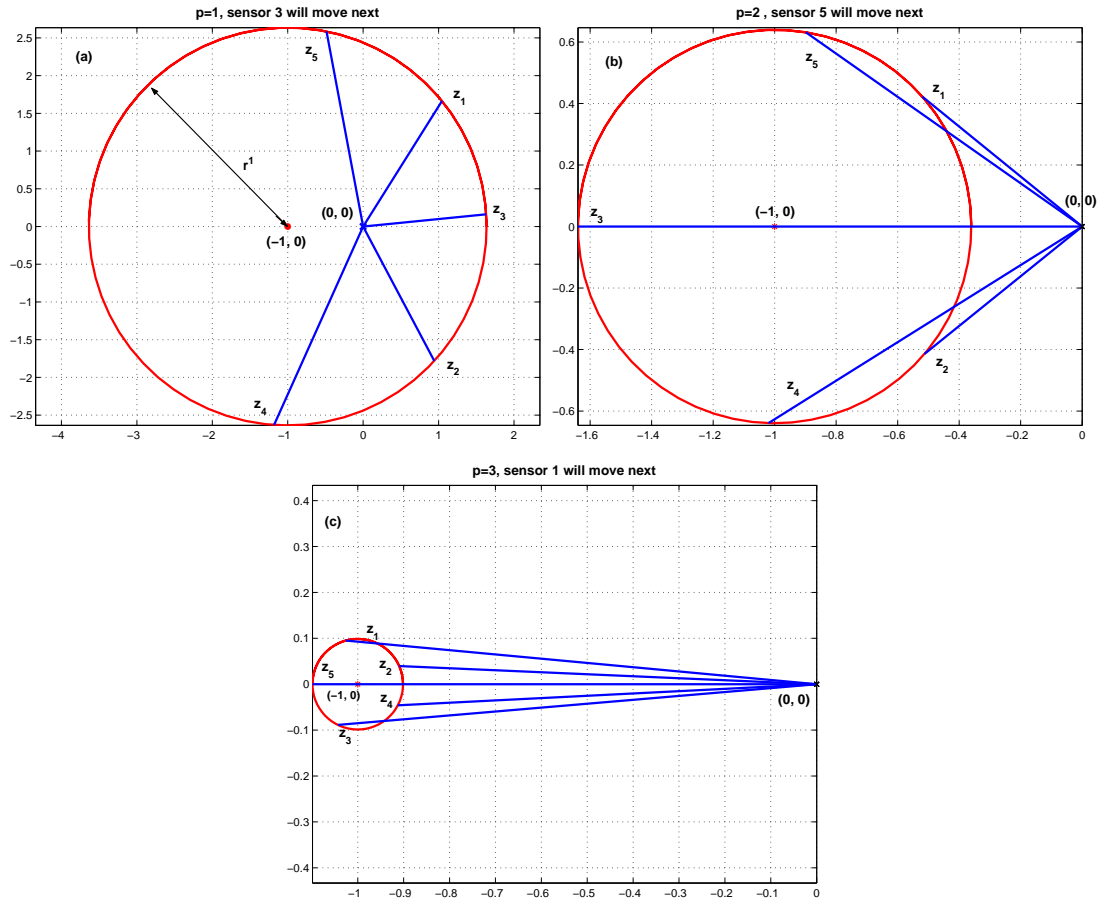 p=1, sensor 3 will move next
(a)
z5
z1
r1
(0, 0)
z3
(−1, 0)
z2
z4
2.5
2
1.5
1
0.5
0
−0.5
−1
−1.5
−2
−2.5
−4 −3 −2 −1 0 1 2
p=2 , sensor 5 will move next
(b)
z5
z1
(0, 0)
z3
(−1, 0)
z4
z2
0.6
0.4
0.2
0
−0.2
−0.4
−0.6
−1.6 −1.4 −1.2 −1 −0.8 −0.6 −0.4 −0.2 0
p=3, sensor 1 will move next
(c)
z1
z5
z2
(−1, 0)
z4
(0, 0)
z3
0.4
0.3
0.2
0.1
0
−0.1
−0.2
−0.3
−0.4
−1 −0.9 −0.8 −0.7 −0.6 −0.5 −0.4 −0.3 −0.2 −0.1 0